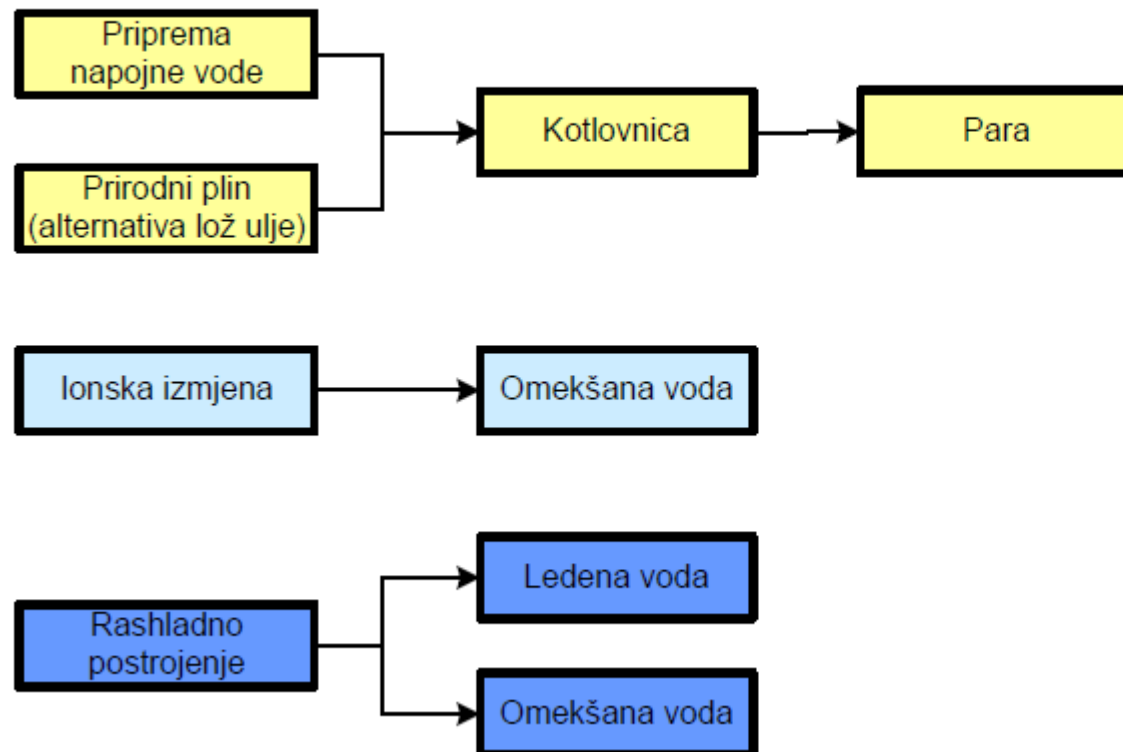 Priprema
napojne vode
Prirodni plin
(alternativa lož ulje)
Kotlovnica
Para
Ionska izmjena
Omekšana voda
Rashladno
postrojenje
Ledena voda
Omekšana voda